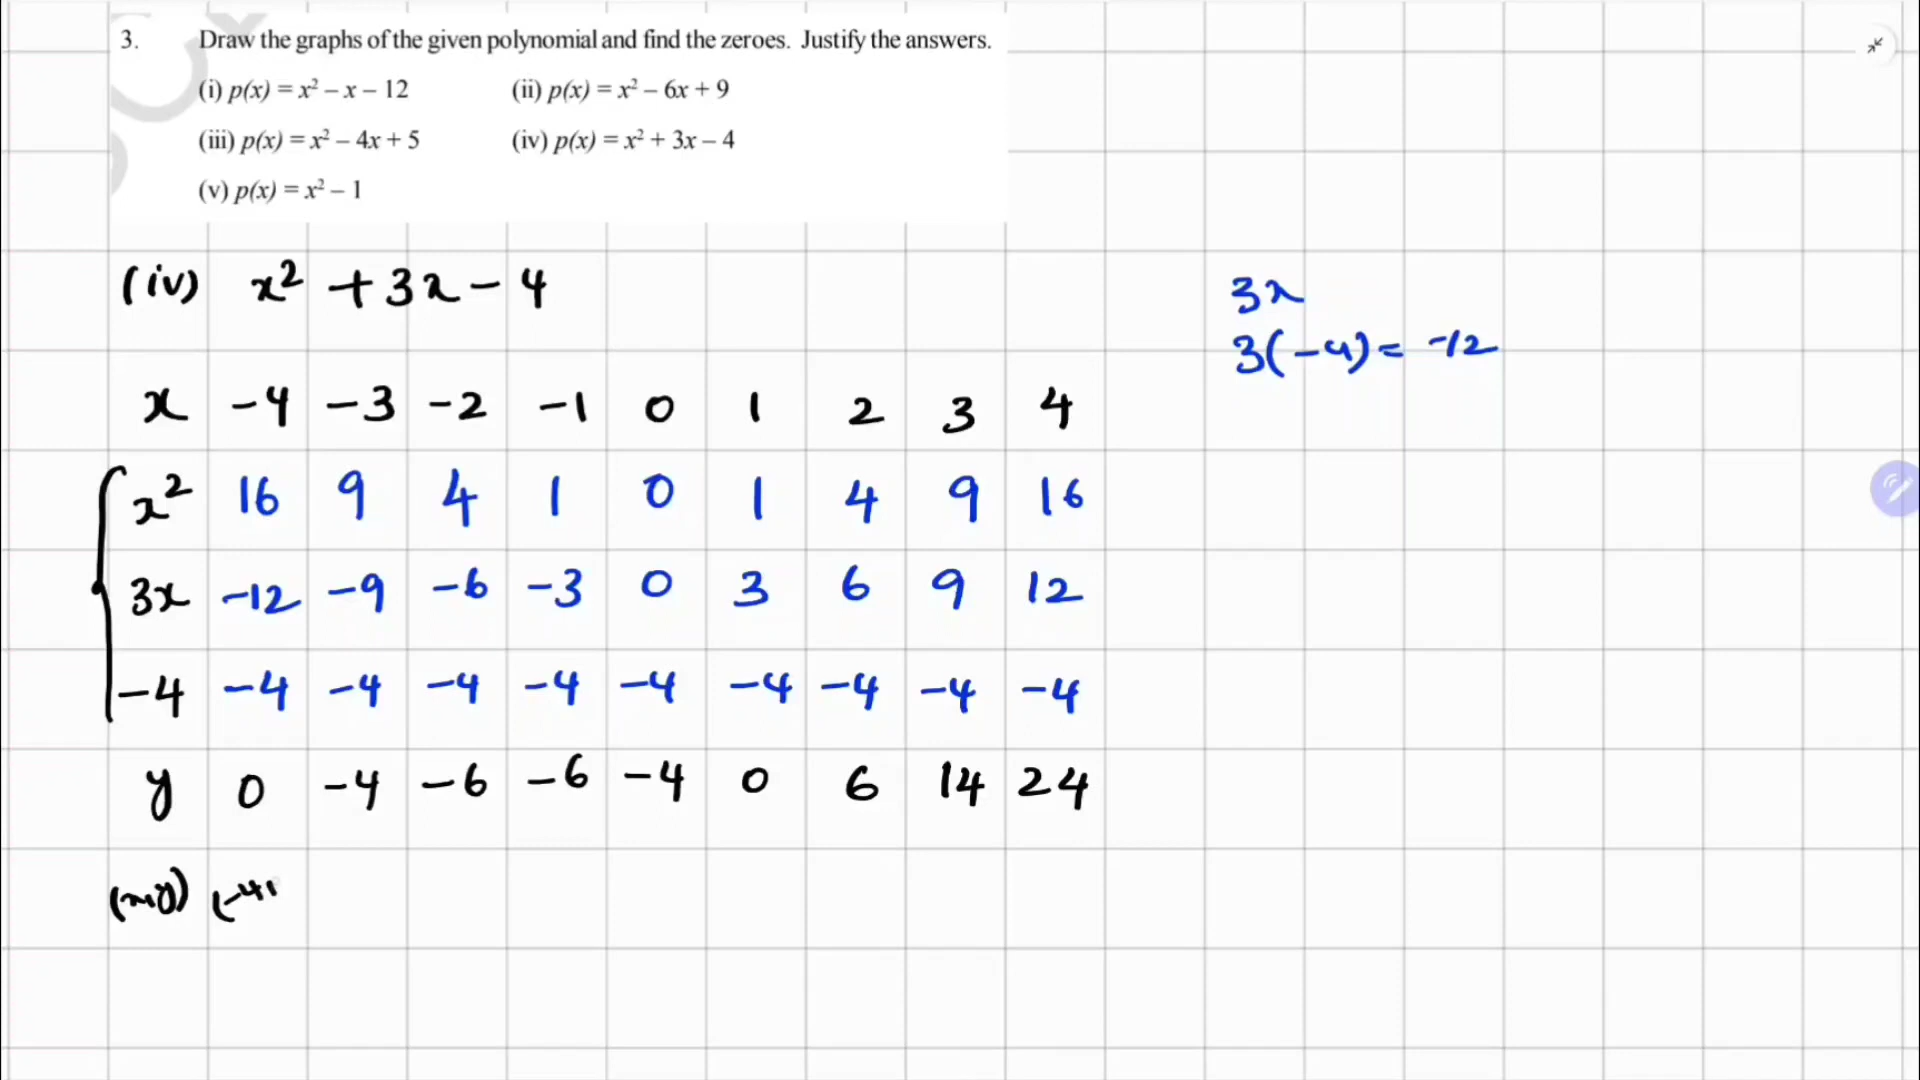 3. Draw the graphs of the given polynomial and find the zeroes. Justify the answers.
(i) p(x) = x² – x – 12 (ii) p(x) = x² – 6x + 9
(iii) p(x) = x² – 4x + 5 (iv) p(x) = x² + 3x – 4
(v) p(x) = x² – 1
(iv) x² + 3x - 4
3x
3(-4) = -12
x -4 -3 -2 -1 0 1 2 3 4
x² 16 9 4 1 0 1 4 9 16
3x -12 -9 -6 -3 0 3 6 9 12
-4 -4 -4 -4 -4 -4 -4 -4 -4 -4
y 0 -4 -6 -6 -4 0 6 14 24
(x,y) (-4,